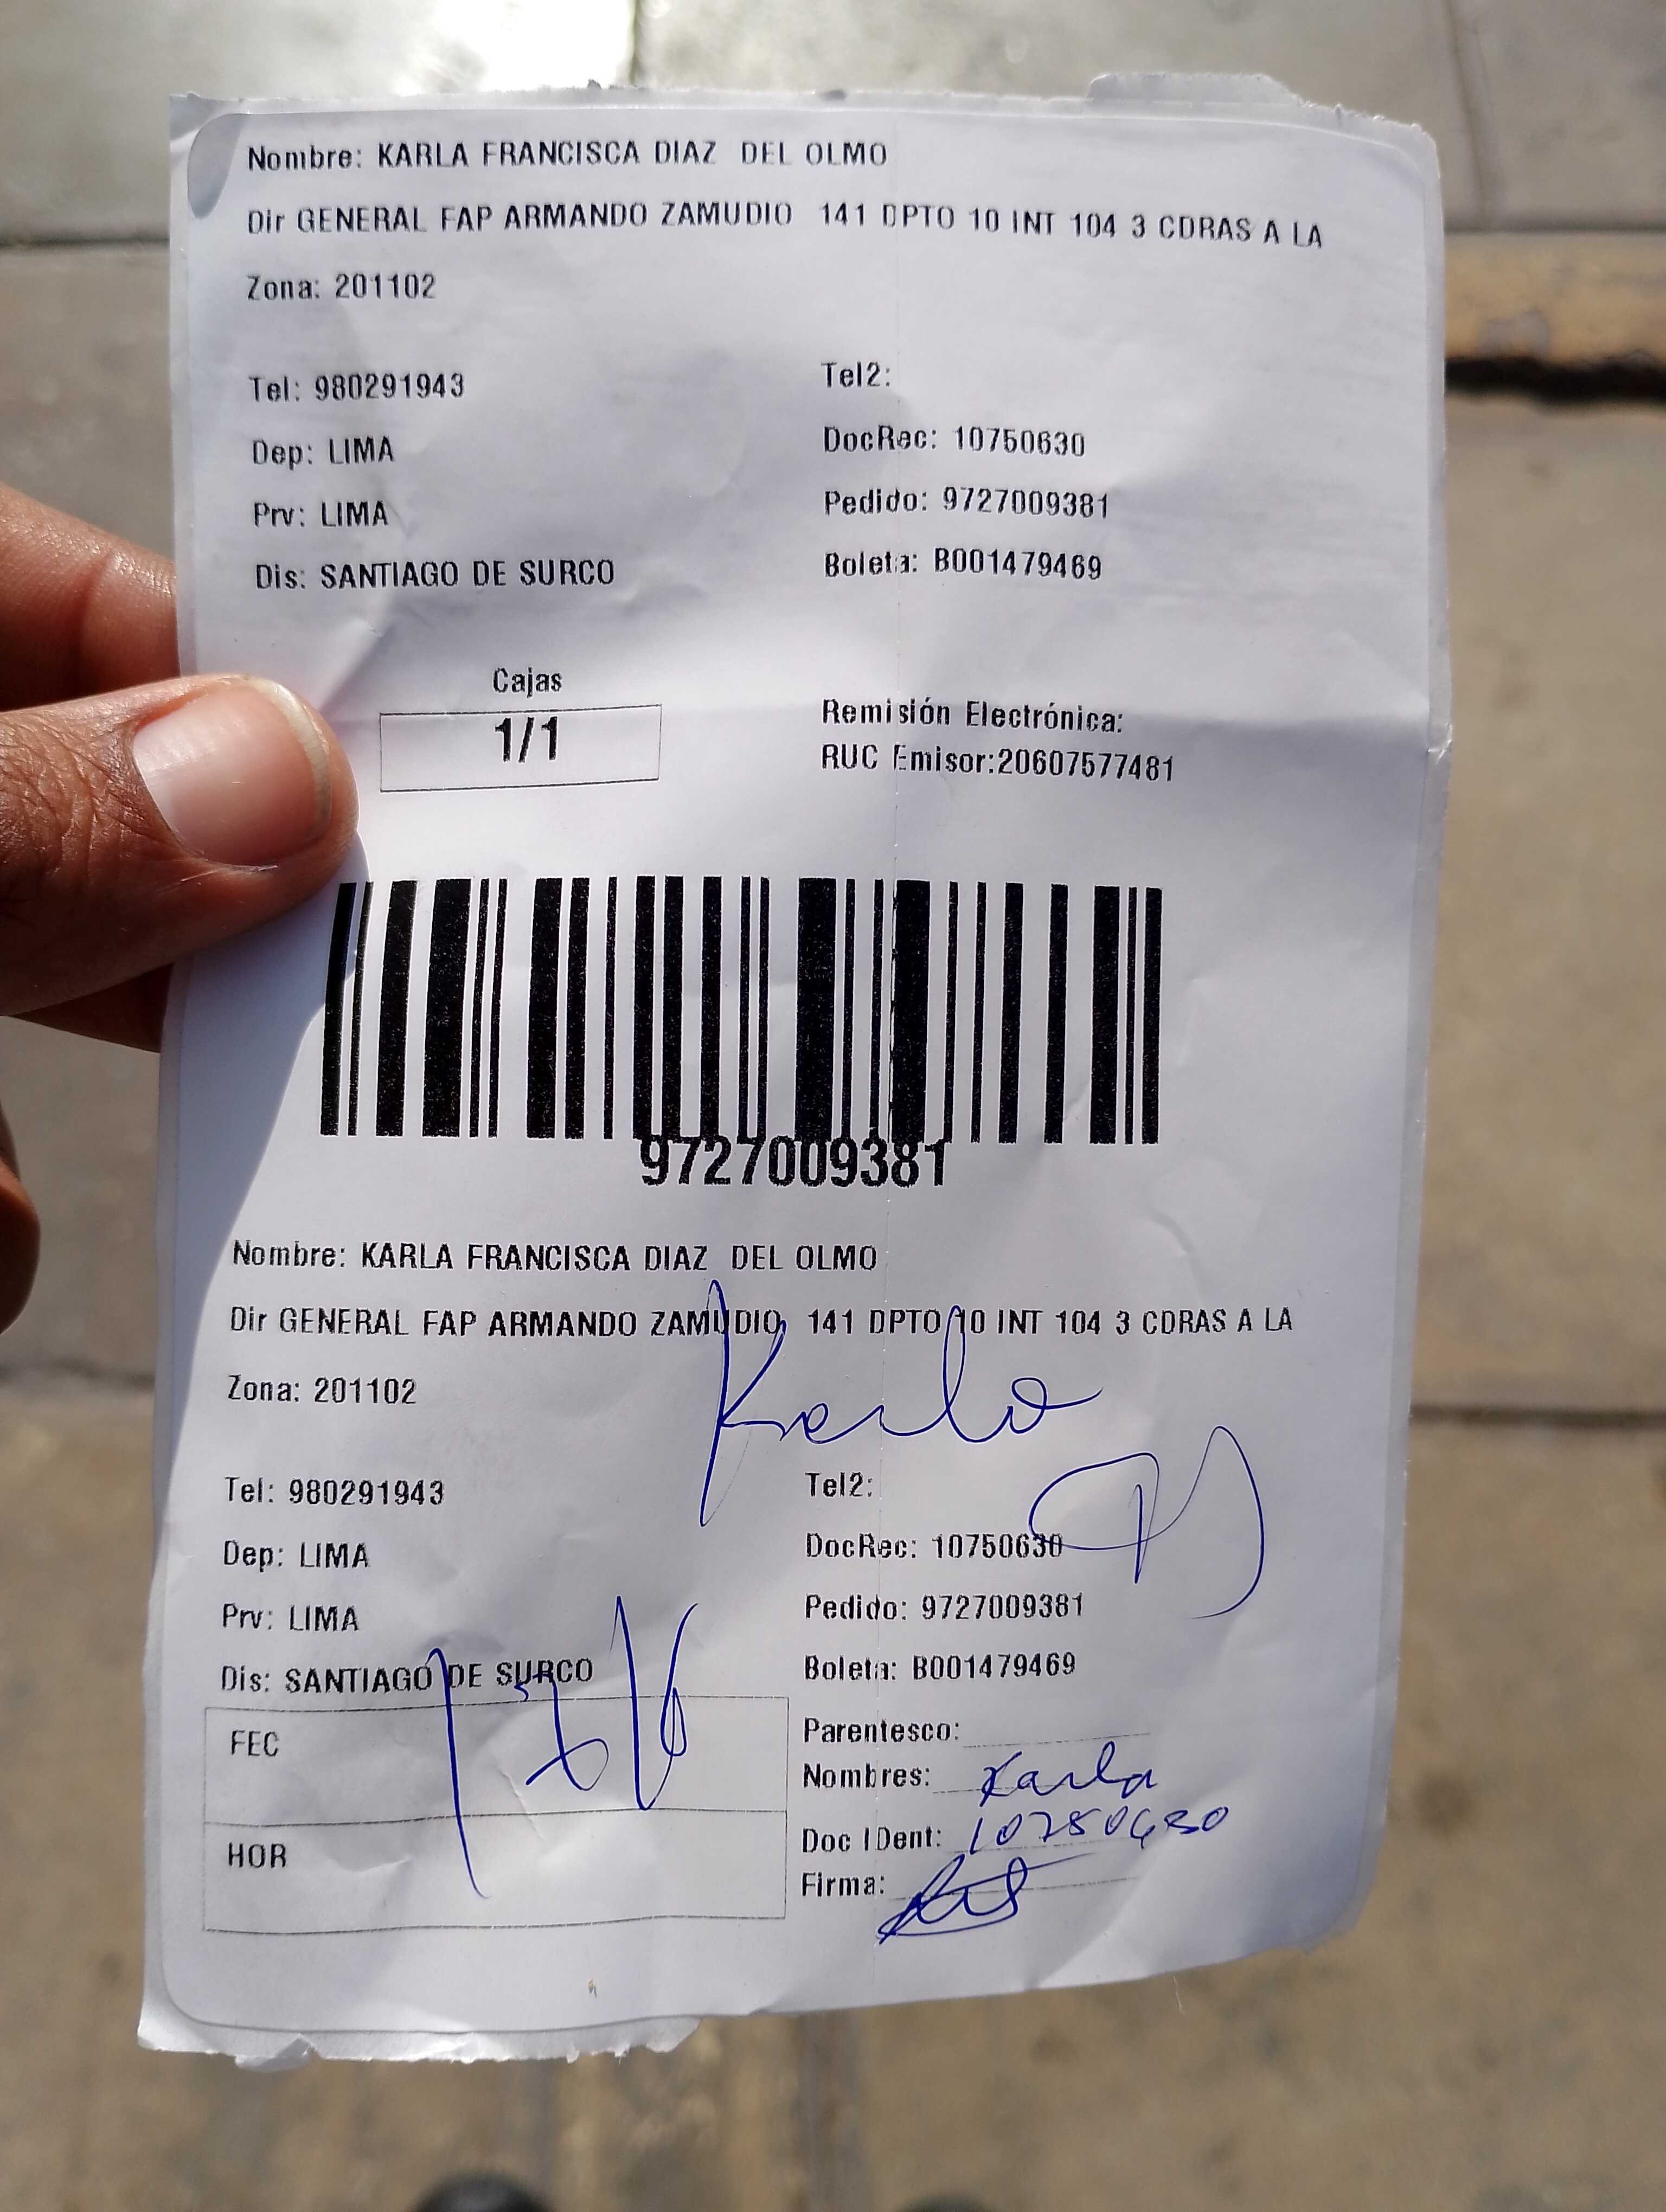 Nombre: KARLA FRANCISCA DIAZ DEL OLMO
Dir GENERAL FAP ARMANDO ZAMUDIO 141 DPTO 10 INT 104 3 CDRAS A LA
Zona: 201102
Tel: 980291943 Tel2:
Dep: LIMA DocRec: 10750630
Prv: LIMA Pedido: 9727009381
Dis: SANTIAGO DE SURCO Boleta: B001479469
Cajas
1/1
Remisión Electrónica:
RUC Emisor:20607577481
9727009381
Nombre: KARLA FRANCISCA DIAZ DEL OLMO
Dir GENERAL FAP ARMANDO ZAMUDIO 141 DPTO 10 INT 104 3 CDRAS A LA
Zona: 201102
Karla
Tel: 980291943 Tel2:
Dep: LIMA DocRec: 10750630
Prv: LIMA Pedido: 9727009381
Dis: SANTIAGO DE SURCO Boleta: B001479469
FEC
HOR
Parentesco:
Nombres: Karla
Doc IDent: 10750630
Firma: